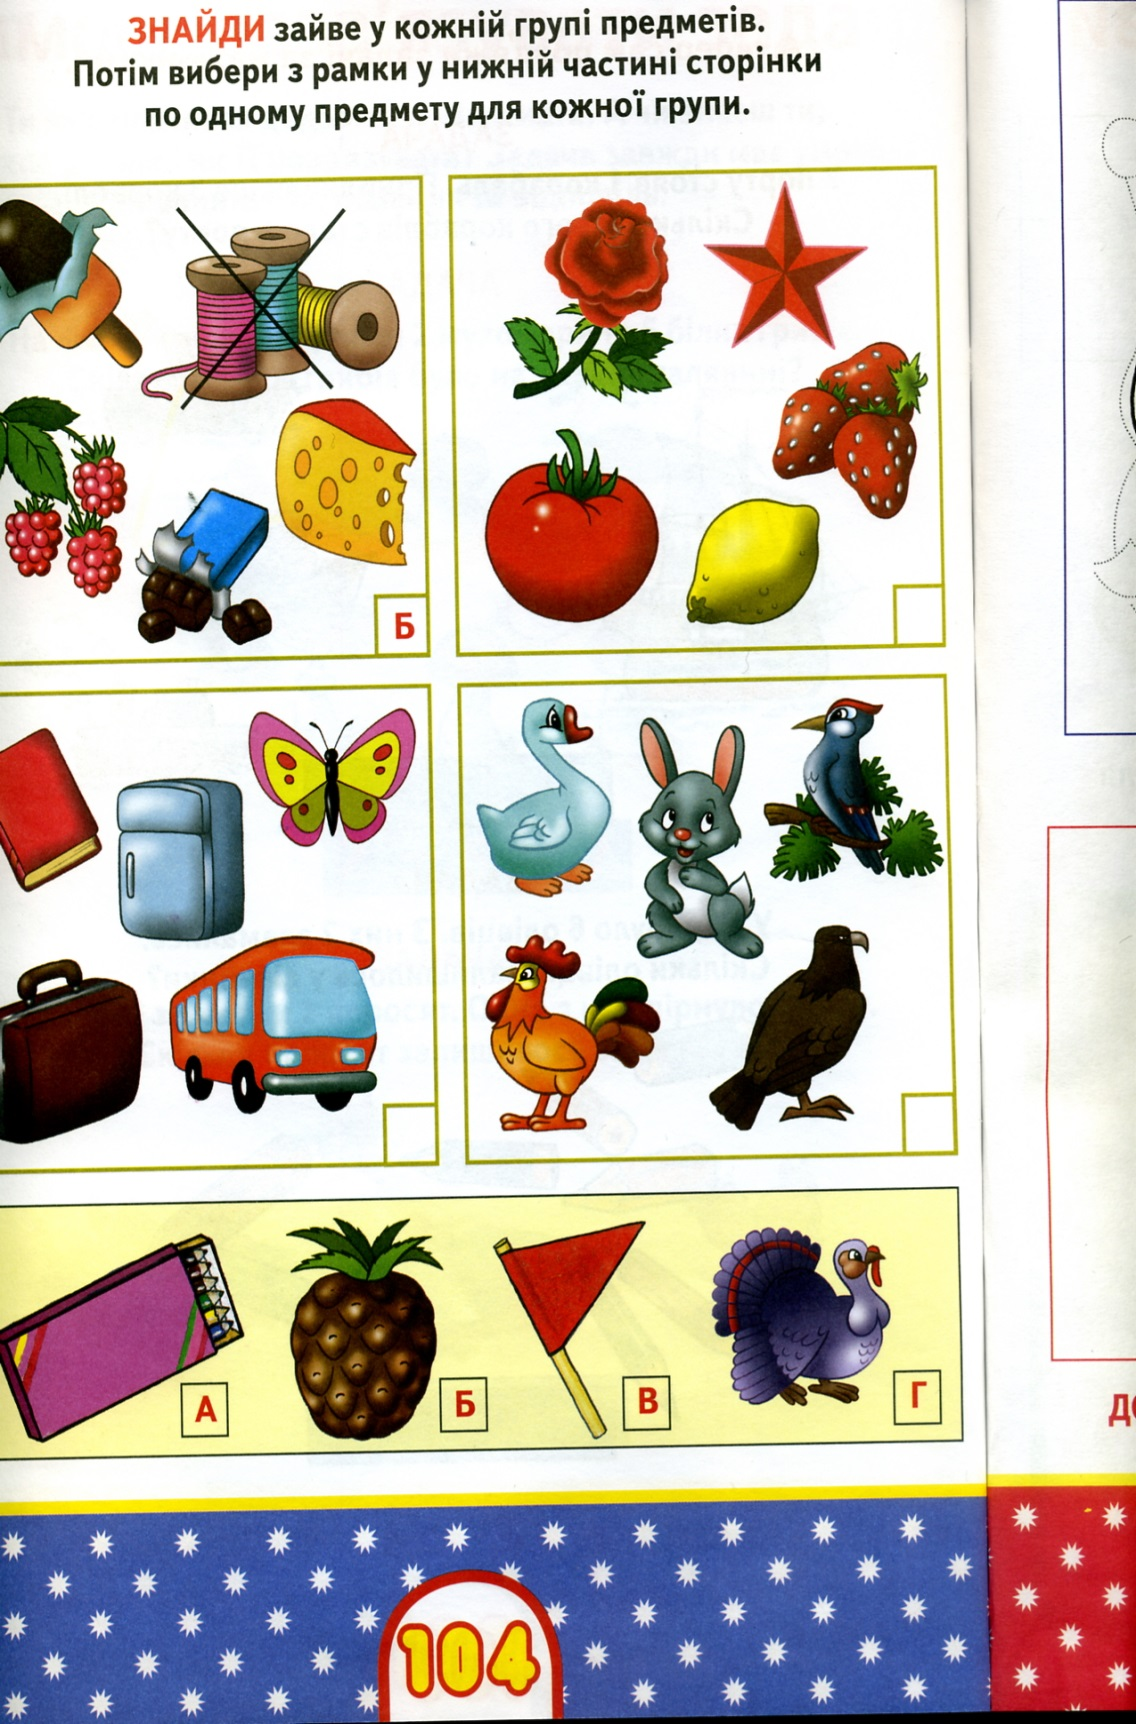 ЗНАЙДИ зайве у кожній групі предметів.
Потім вибери з рамки у нижній частині сторінки
по одному предмету для кожної групи.
Б
А
Б
В
Г
104